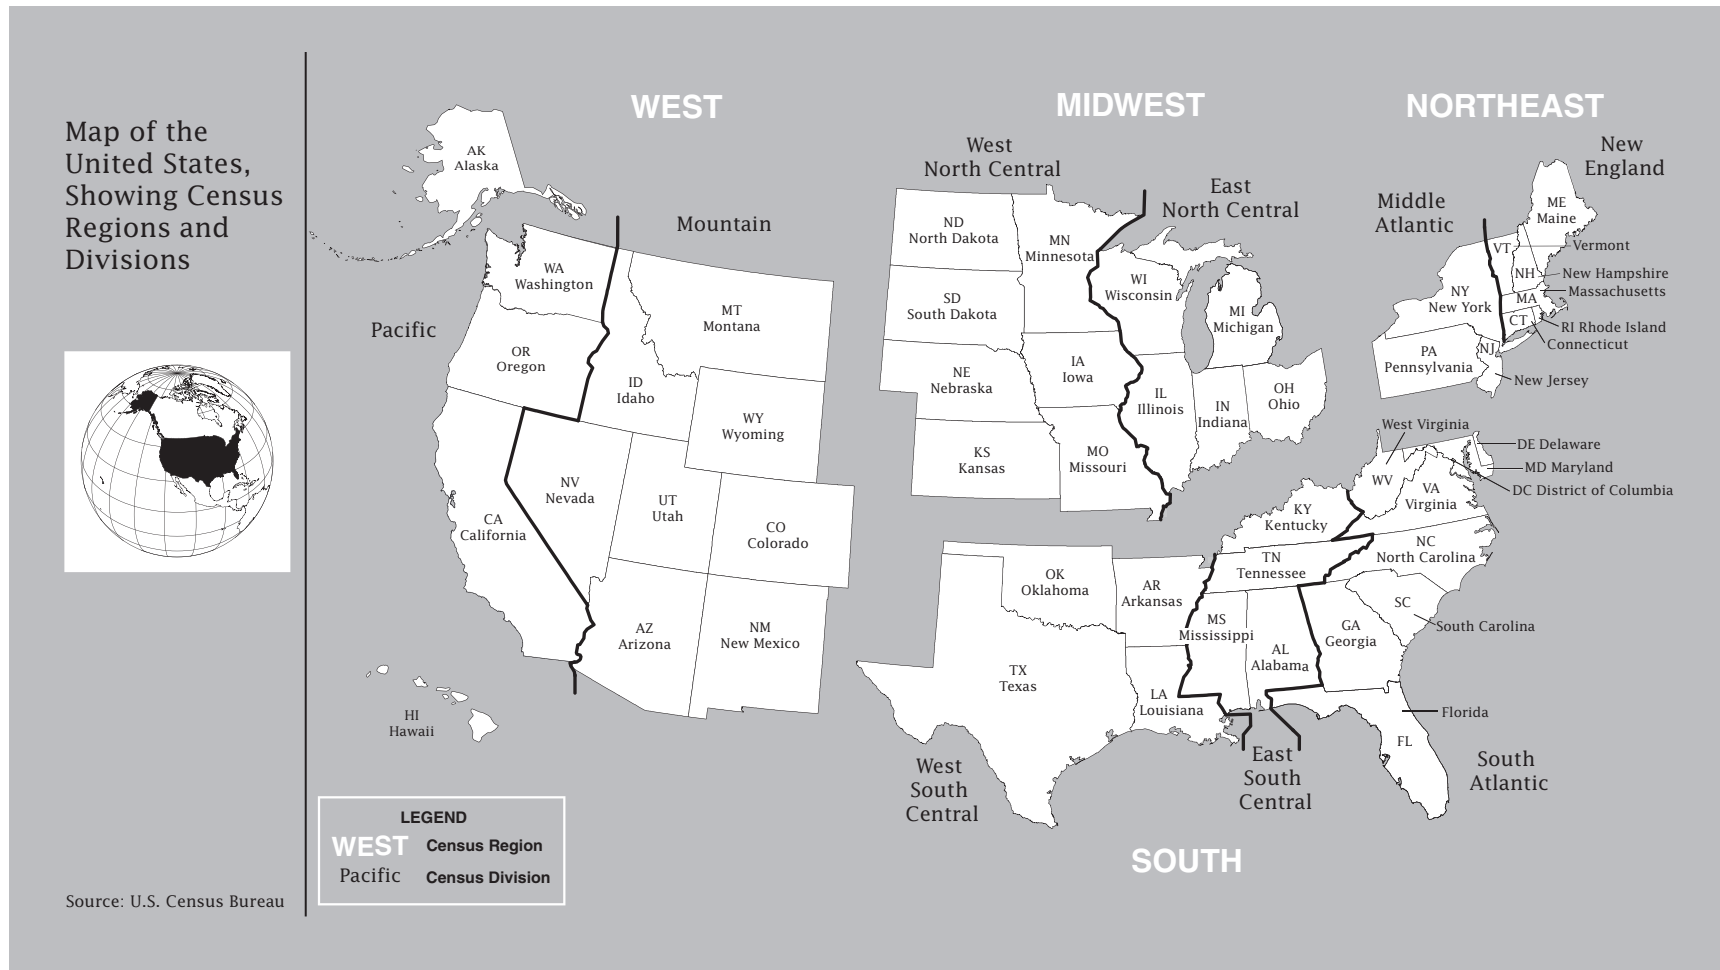 Map of the
United States,
Showing Census
Regions and
Divisions
Source: U.S. Census Bureau
WEST
Pacific
Mountain
AK
Alaska
WA
Washington
OR
Oregon
CA
California
HI
Hawaii
MT
Montana
ID
Idaho
WY
Wyoming
NV
Nevada
UT
Utah
CO
Colorado
AZ
Arizona
NM
New Mexico
MIDWEST
West
North Central
East
North Central
ND
North Dakota
MN
Minnesota
SD
South Dakota
NE
Nebraska
IA
Iowa
KS
Kansas
MO
Missouri
WI
Wisconsin
MI
Michigan
IL
Illinois
IN
Indiana
OH
Ohio
NORTHEAST
New
England
Middle
Atlantic
ME
Maine
VT
Vermont
NH
New Hampshire
MA
Massachusetts
RI Rhode Island
CT
Connecticut
NY
New York
PA
Pennsylvania
NJ
New Jersey
West Virginia
WV
DE Delaware
MD Maryland
DC District of Columbia
VA
Virginia
KY
Kentucky
NC
North Carolina
TN
Tennessee
SC
South Carolina
OK
Oklahoma
AR
Arkansas
MS
Mississippi
AL
Alabama
GA
Georgia
TX
Texas
LA
Louisiana
Florida
FL
West
South
Central
East
South
Central
South
Atlantic
SOUTH
LEGEND
WEST Census Region
Pacific Census Division